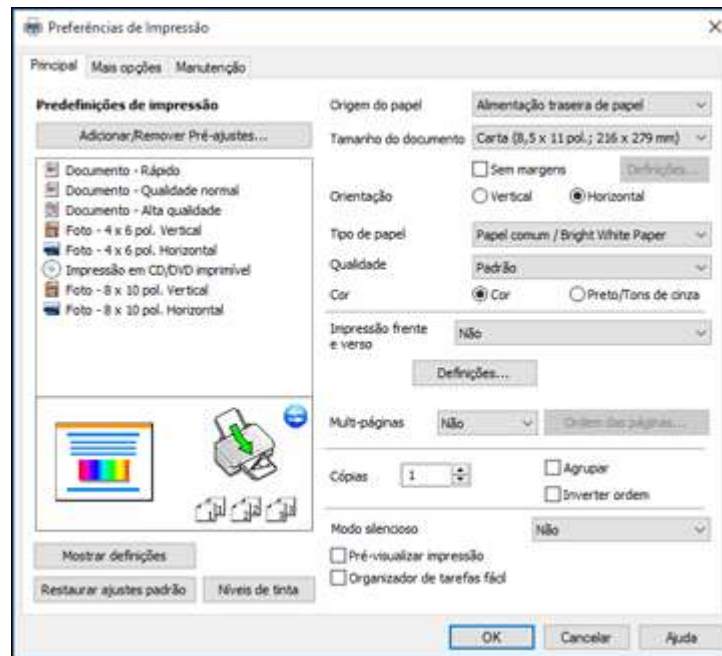 Preferências de Impressão
Principal Mais opções Manutenção
Predefinições de impressão
Adicionar/Remover Pré-ajustes...
Documento - Rápido
Documento - Qualidade normal
Documento - Alta qualidade
Foto - 4 x 6 pol. Vertical
Foto - 4 x 6 pol. Horizontal
Impressão em CD/DVD imprimível
Foto - 8 x 10 pol. Vertical
Foto - 8 x 10 pol. Horizontal
Mostrar definições
Restaurar ajustes padrão Níveis de tinta
Origem do papel Alimentação traseira de papel
Tamanho do documento Carta (8,5 x 11 pol.; 216 x 279 mm)
Sem margens Definições...
Orientação Vertical Horizontal
Tipo de papel Papel comum / Bright White Paper
Qualidade Padrão
Cor Cor Preto/Tons de cinza
Impressão frente
e verso Não
Definições...
Multi-páginas Não Ordem das páginas...
Cópias 1 Agrupar
Inverter ordem
Modo silencioso Não
Pré-visualizar impressão
Organizador de tarefas fácil
OK Cancelar Ajuda